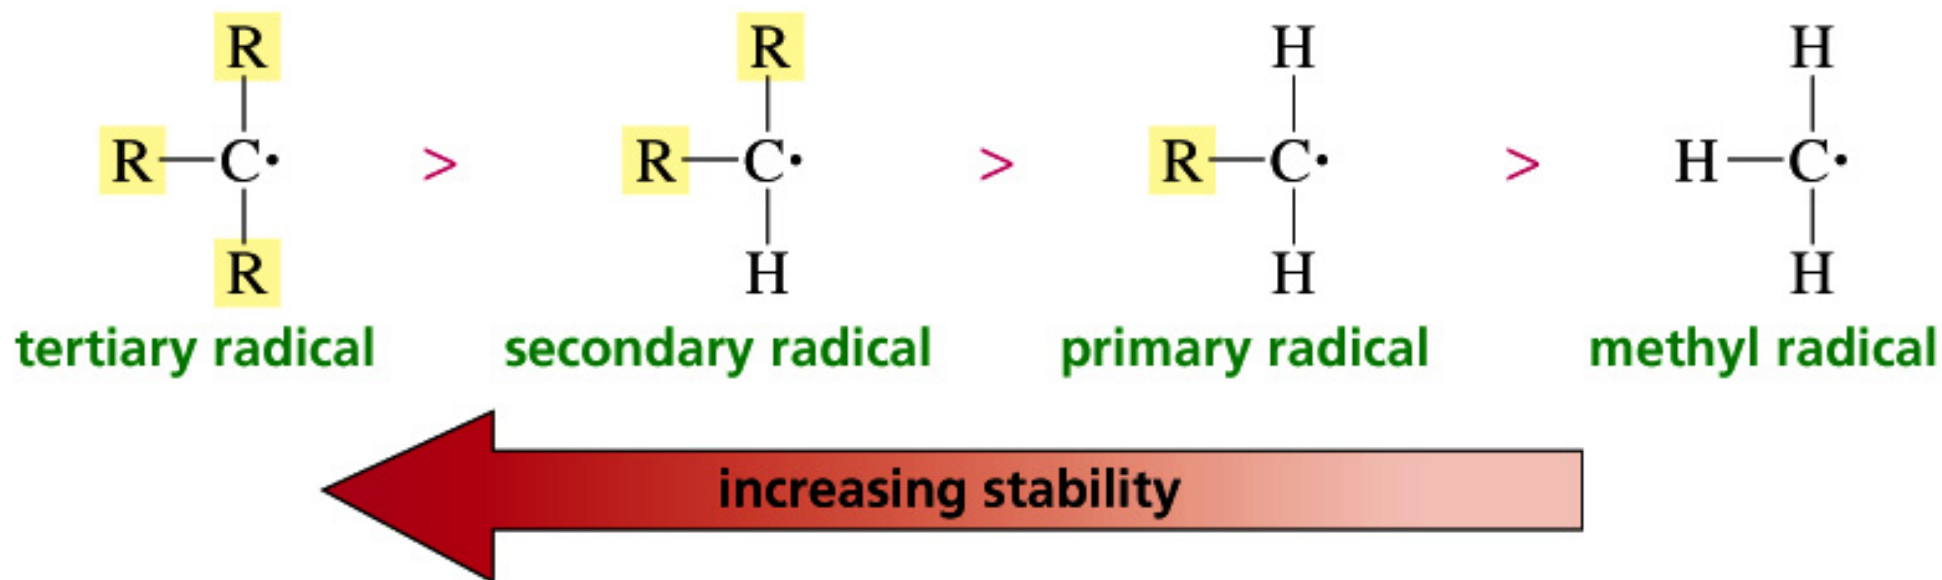 R R H H
R—C· > R—C· > R—C· > H—C·
R H H H
tertiary radical secondary radical primary radical methyl radical
increasing stability